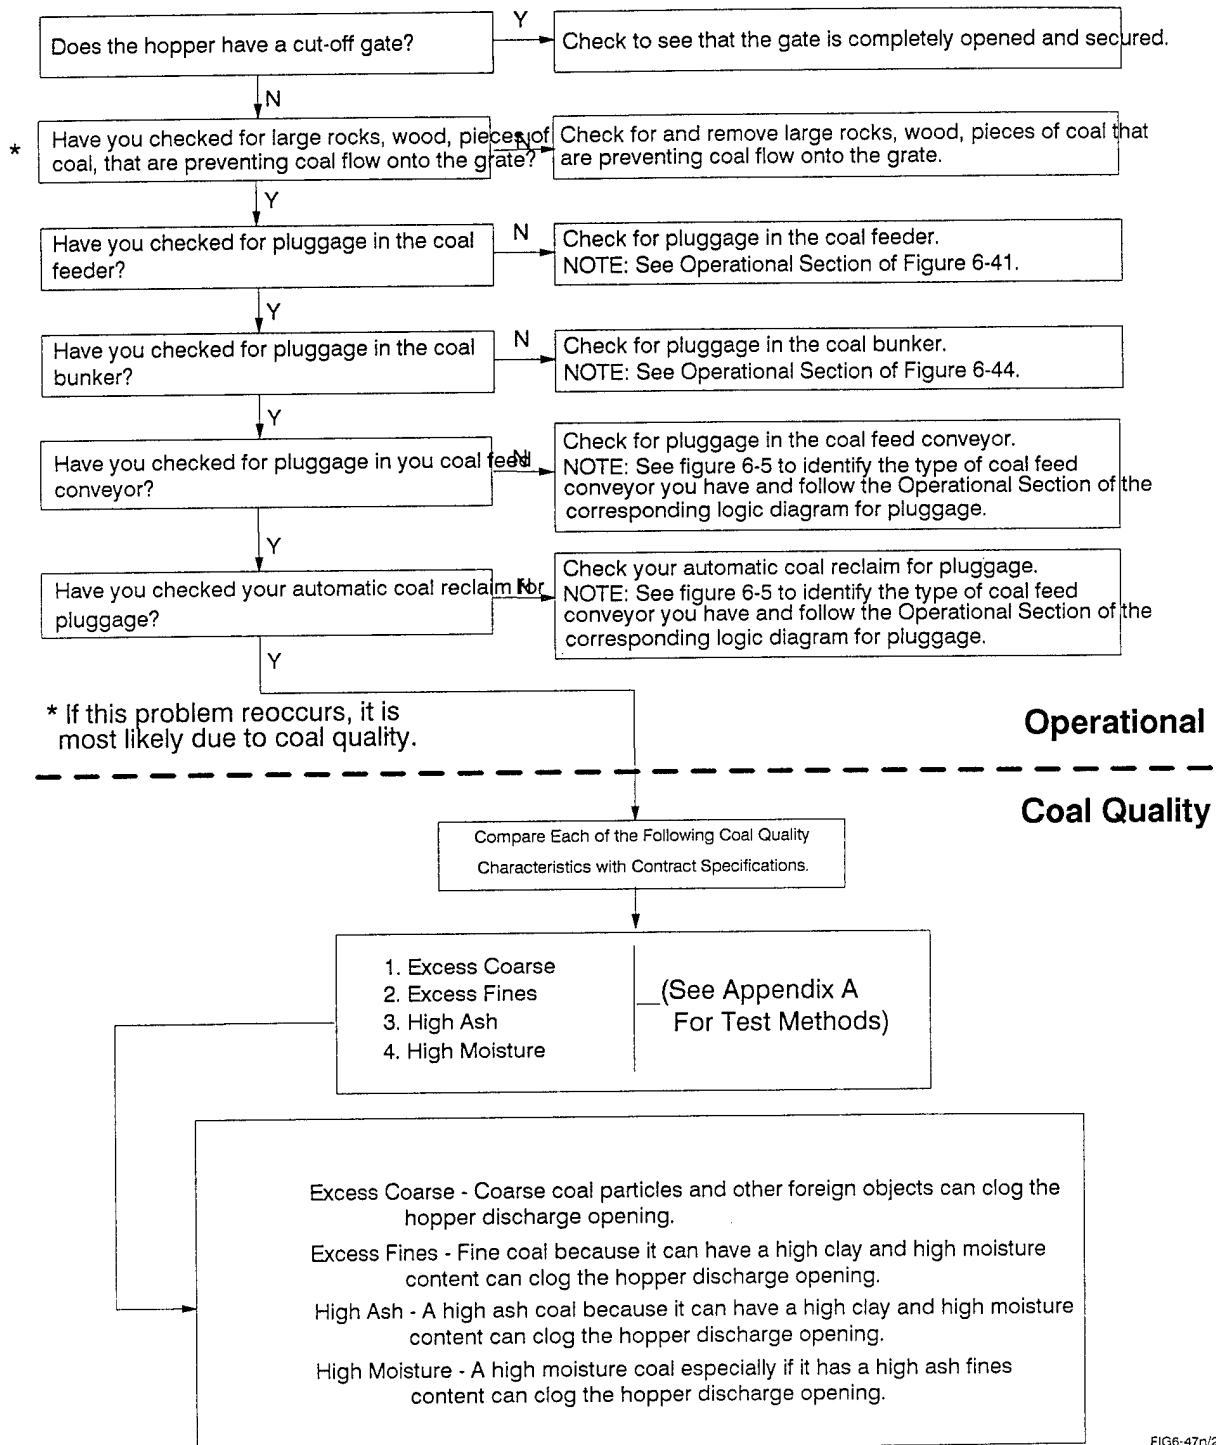 Y
Does the hopper have a cut-off gate?
Check to see that the gate is completely opened and secured.
N
*
Have you checked for large rocks, wood, pieces of
coal, that are preventing coal flow onto the grate?
N
Check for and remove large rocks, wood, pieces of coal that
are preventing coal flow onto the grate.
Y
Have you checked for pluggage in the coal
feeder?
N
Check for pluggage in the coal feeder.
NOTE: See Operational Section of Figure 6-41.
Y
Have you checked for pluggage in the coal
bunker?
N
Check for pluggage in the coal bunker.
NOTE: See Operational Section of Figure 6-44.
Y
Have you checked for pluggage in you coal feed
conveyor?
N
Check for pluggage in the coal feed conveyor.
NOTE: See figure 6-5 to identify the type of coal feed
conveyor you have and follow the Operational Section of the
corresponding logic diagram for pluggage.
Y
Have you checked your automatic coal reclaim for
pluggage?
N
Check your automatic coal reclaim for pluggage.
NOTE: See figure 6-5 to identify the type of coal feed
conveyor you have and follow the Operational Section of the
corresponding logic diagram for pluggage.
Y
* If this problem reoccurs, it is
most likely due to coal quality.
Operational
Coal Quality
Compare Each of the Following Coal Quality
Characteristics with Contract Specifications.
1. Excess Coarse
2. Excess Fines
3. High Ash
4. High Moisture
(See Appendix A
For Test Methods)
Excess Coarse - Coarse coal particles and other foreign objects can clog the
hopper discharge opening.
Excess Fines - Fine coal because it can have a high clay and high moisture
content can clog the hopper discharge opening.
High Ash - A high ash coal because it can have a high clay and high moisture
content can clog the hopper discharge opening.
High Moisture - A high moisture coal especially if it has a high ash fines
content can clog the hopper discharge opening.
FIG6-47n/2